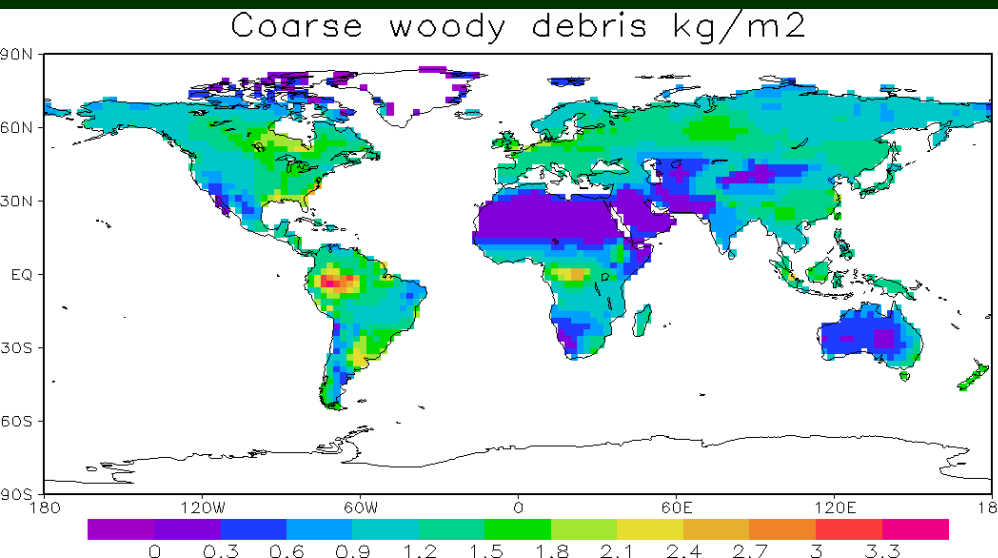 Coarse woody debris kg/m2
90N
60N
30N
EQ
30S
60S
90S
180 120W 60W 0 60E 120E 18
0 0.3 0.6 0.9 1.2 1.5 1.8 2.1 2.4 2.7 3 3.3